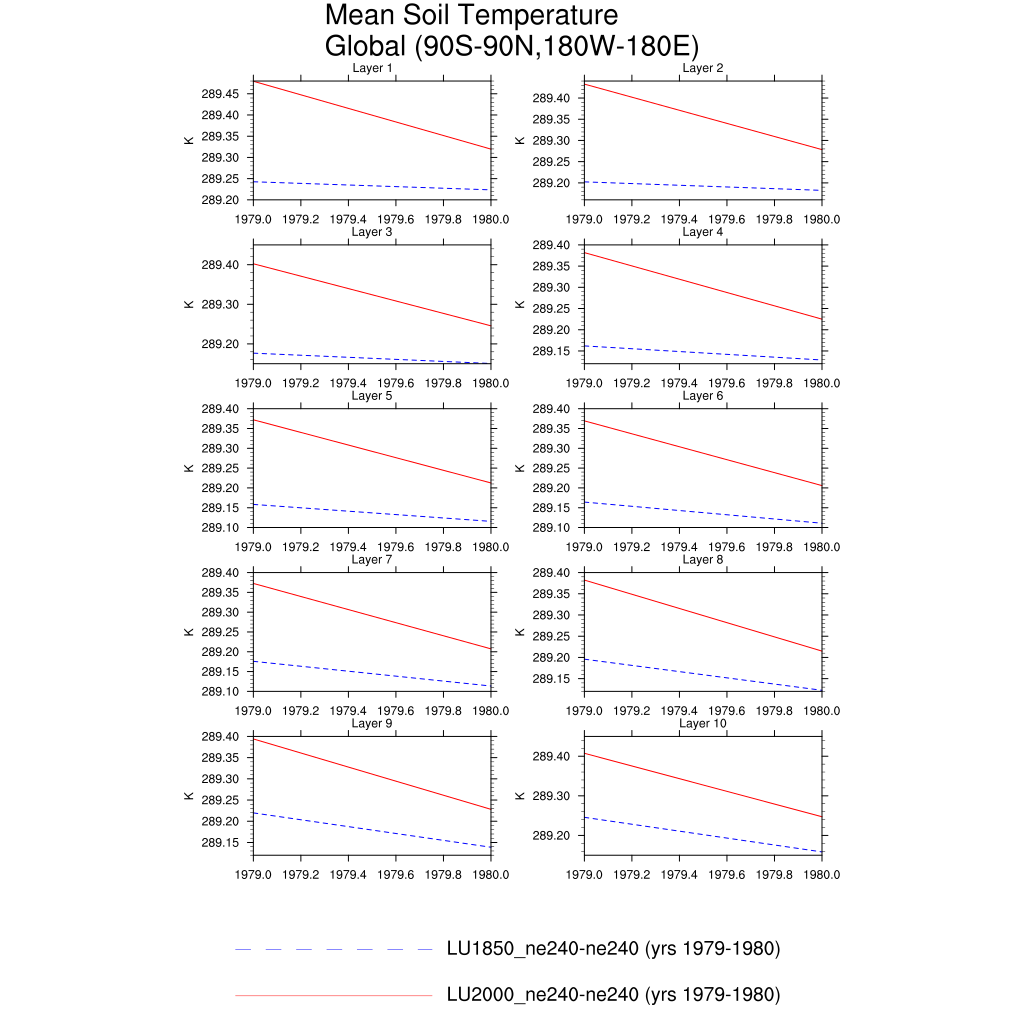 Mean Soil Temperature
Global (90S-90N,180W-180E)
Layer 1
K
289.45
289.40
289.35
289.30
289.25
289.20
1979.0 1979.2 1979.4 1979.6 1979.8 1980.0
Layer 2
K
289.40
289.35
289.30
289.25
289.20
1979.0 1979.2 1979.4 1979.6 1979.8 1980.0
Layer 3
K
289.40
289.30
289.20
1979.0 1979.2 1979.4 1979.6 1979.8 1980.0
Layer 4
K
289.40
289.35
289.30
289.25
289.20
289.15
1979.0 1979.2 1979.4 1979.6 1979.8 1980.0
Layer 5
K
289.40
289.35
289.30
289.25
289.20
289.15
289.10
1979.0 1979.2 1979.4 1979.6 1979.8 1980.0
Layer 6
K
289.40
289.35
289.30
289.25
289.20
289.15
289.10
1979.0 1979.2 1979.4 1979.6 1979.8 1980.0
Layer 7
K
289.40
289.35
289.30
289.25
289.20
289.15
289.10
1979.0 1979.2 1979.4 1979.6 1979.8 1980.0
Layer 8
K
289.40
289.35
289.30
289.25
289.20
289.15
1979.0 1979.2 1979.4 1979.6 1979.8 1980.0
Layer 9
K
289.40
289.35
289.30
289.25
289.20
289.15
1979.0 1979.2 1979.4 1979.6 1979.8 1980.0
Layer 10
K
289.40
289.30
289.20
1979.0 1979.2 1979.4 1979.6 1979.8 1980.0
LU1850_ne240-ne240 (yrs 1979-1980)
LU2000_ne240-ne240 (yrs 1979-1980)